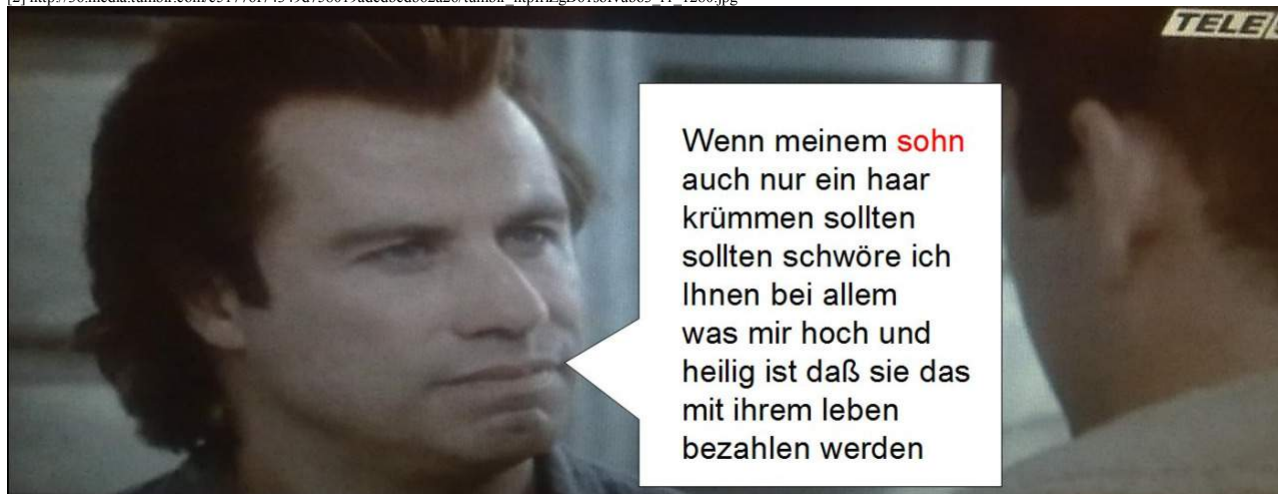 TELE
Wenn meinem sohn
auch nur ein haar
krümmen sollten
sollten schwöre ich
Ihnen bei allem
was mir hoch und
heilig ist daß sie das
mit ihrem leben
bezahlen werden